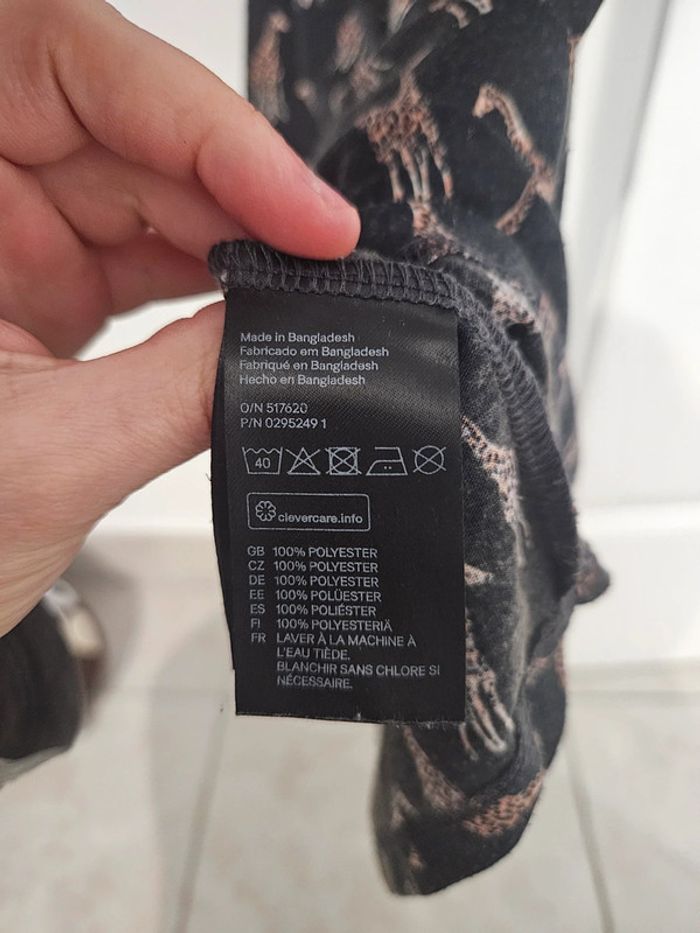 Made in Bangladesh
Fabricado em Bangladesh
Fabriqué en Bangladesh
Hecho en Bangladesh
O/N 517620
P/N 0295249 1
40
clevercare.info
GB 100% POLYESTER
CZ 100% POLYESTER
DE 100% POLYESTER
EE 100% POLÜESTER
ES 100% POLIÉSTER
FI 100% POLYESTERIÄ
FR LAVER À LA MACHINE À
L'EAU TIÈDE.
BLANCHIR SANS CHLORE SI
NÉCESSAIRE.